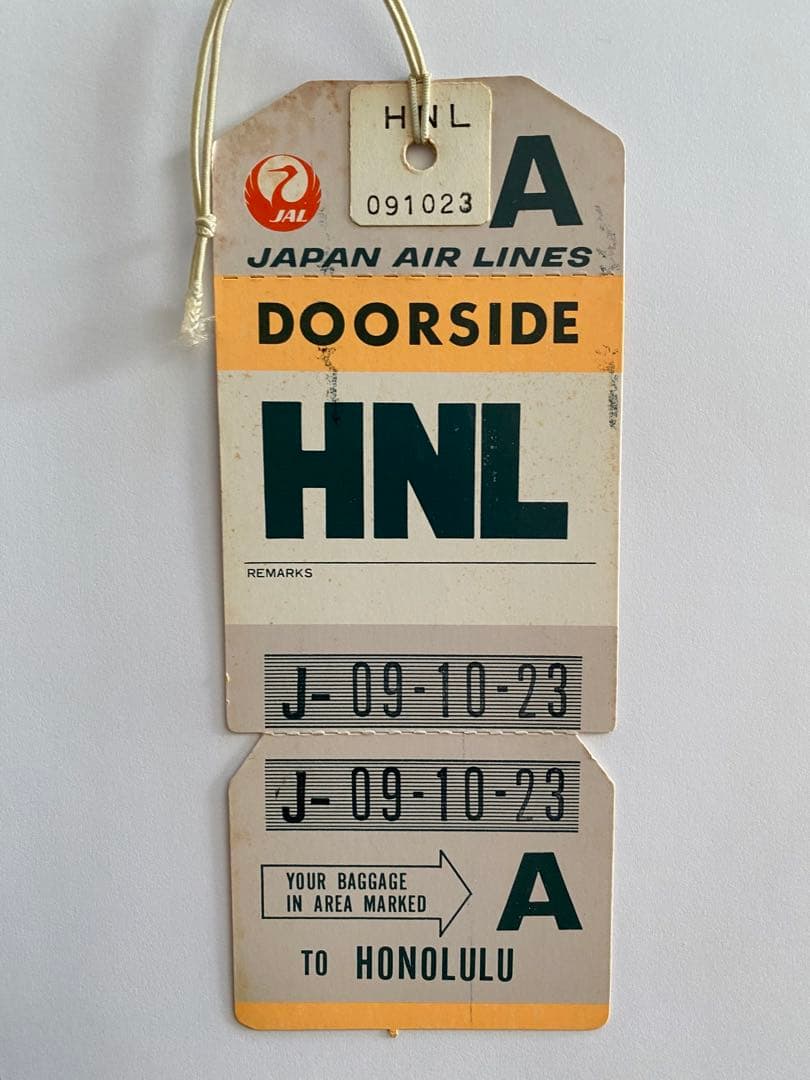 HNL
091023
A
JAL
JAPAN AIR LINES
DOORSIDE
HNL
REMARKS
J- 09-10-23
J- 09-10-23
YOUR BAGGAGE
IN AREA MARKED
A
TO HONOLULU